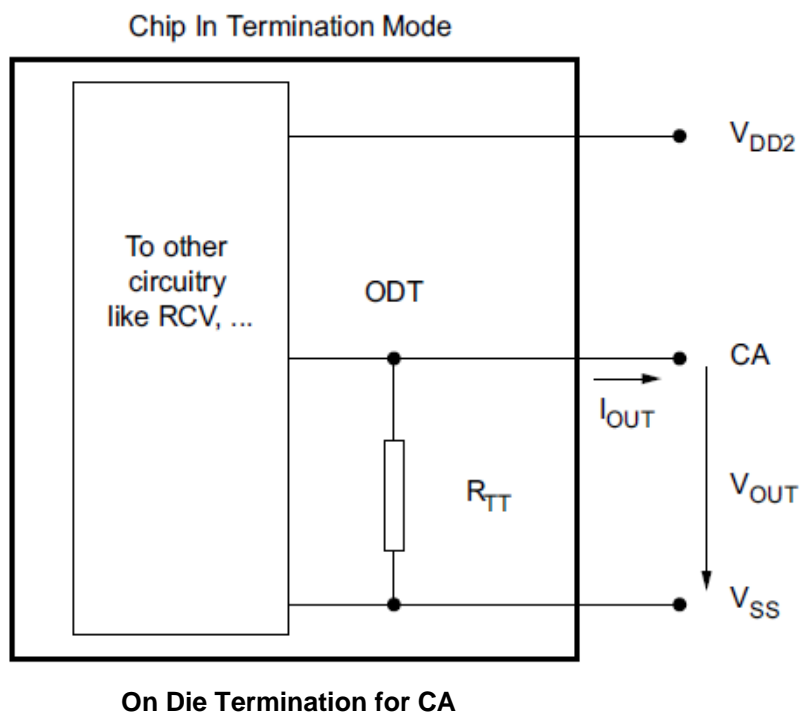 Chip In Termination Mode
V_DD2
To other
circuitry
like RCV, ...
ODT
CA
I_OUT
R_TT
V_OUT
V_SS
On Die Termination for CA